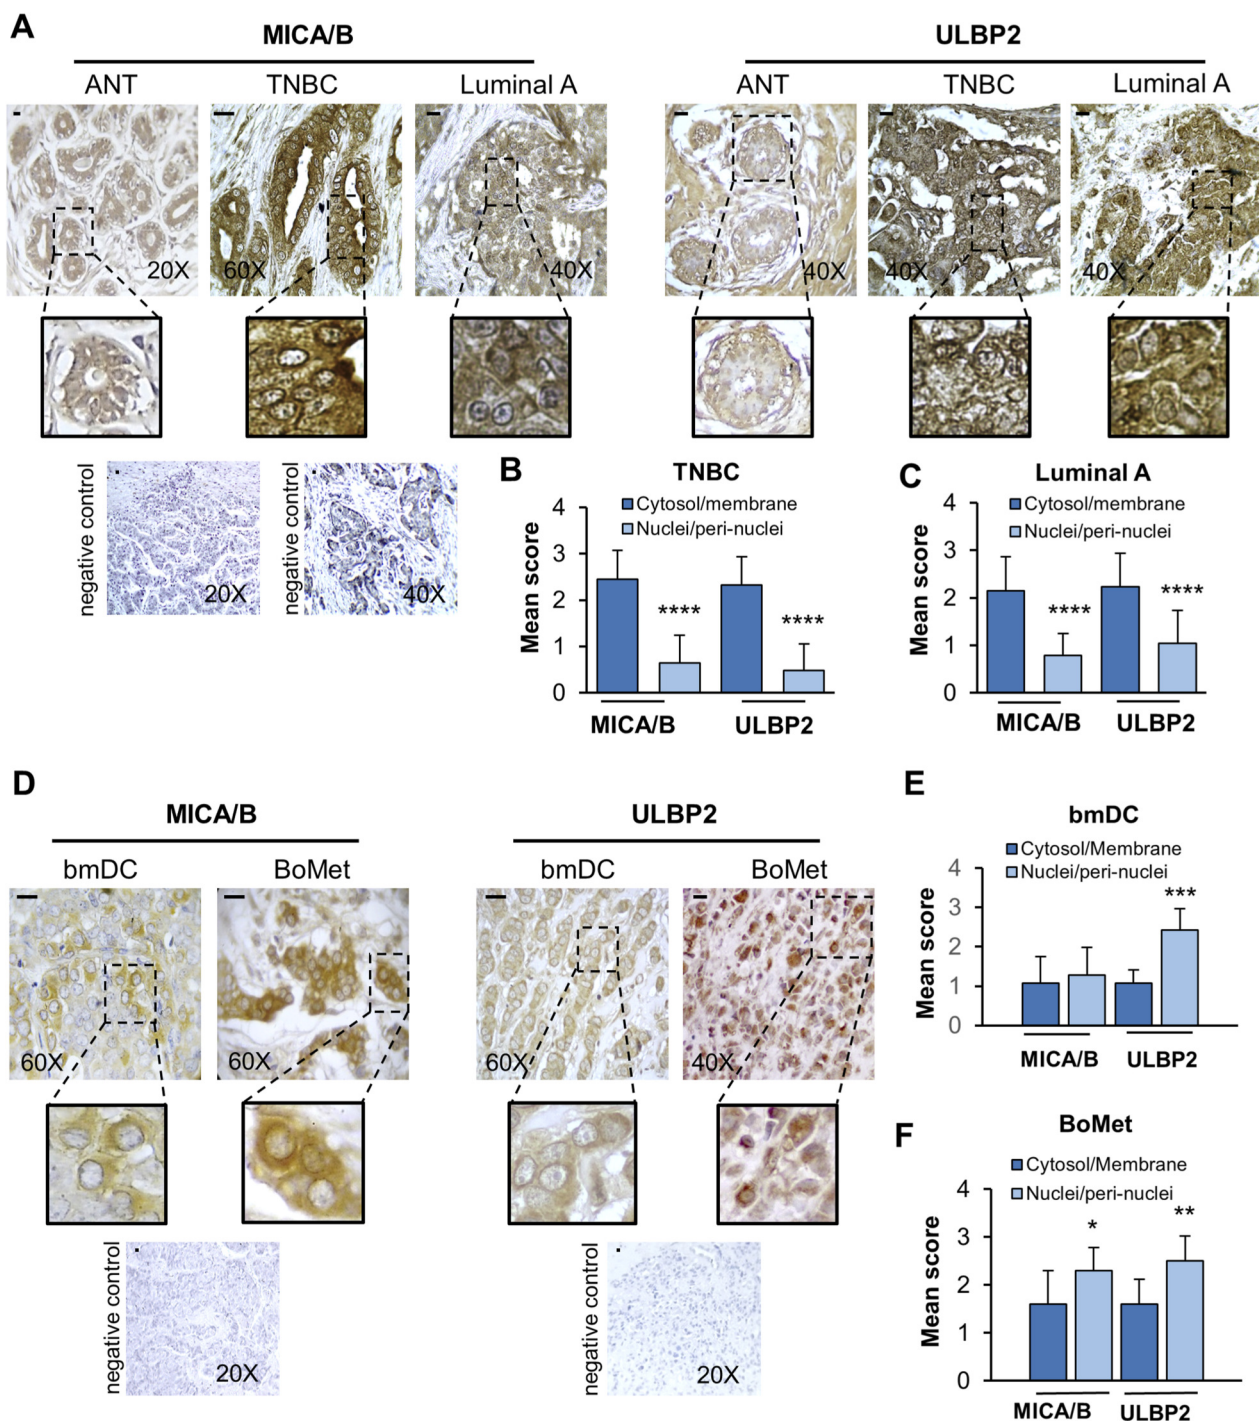 A
MICA/B
ULBP2
ANT
TNBC
Luminal A
ANT
TNBC
Luminal A
20X
60X
40X
40X
40X
40X
negative control
20X
negative control
40X
B
TNBC
Cytosol/membrane
Nuclei/peri-nuclei
Mean score
4
3
2
1
0
****
****
MICA/B
ULBP2
C
Luminal A
Cytosol/membrane
Nuclei/peri-nuclei
Mean score
4
3
2
1
0
****
****
MICA/B
ULBP2
D
MICA/B
ULBP2
bmDC
BoMet
bmDC
BoMet
60X
60X
60X
40X
negative control
20X
negative control
20X
E
bmDC
Cytosol/Membrane
Nuclei/peri-nuclei
Mean score
4
3
2
1
0
***
MICA/B
ULBP2
F
BoMet
Cytosol/Membrane
Nuclei/peri-nuclei
Mean score
4
3
2
1
0
*
**
MICA/B
ULBP2